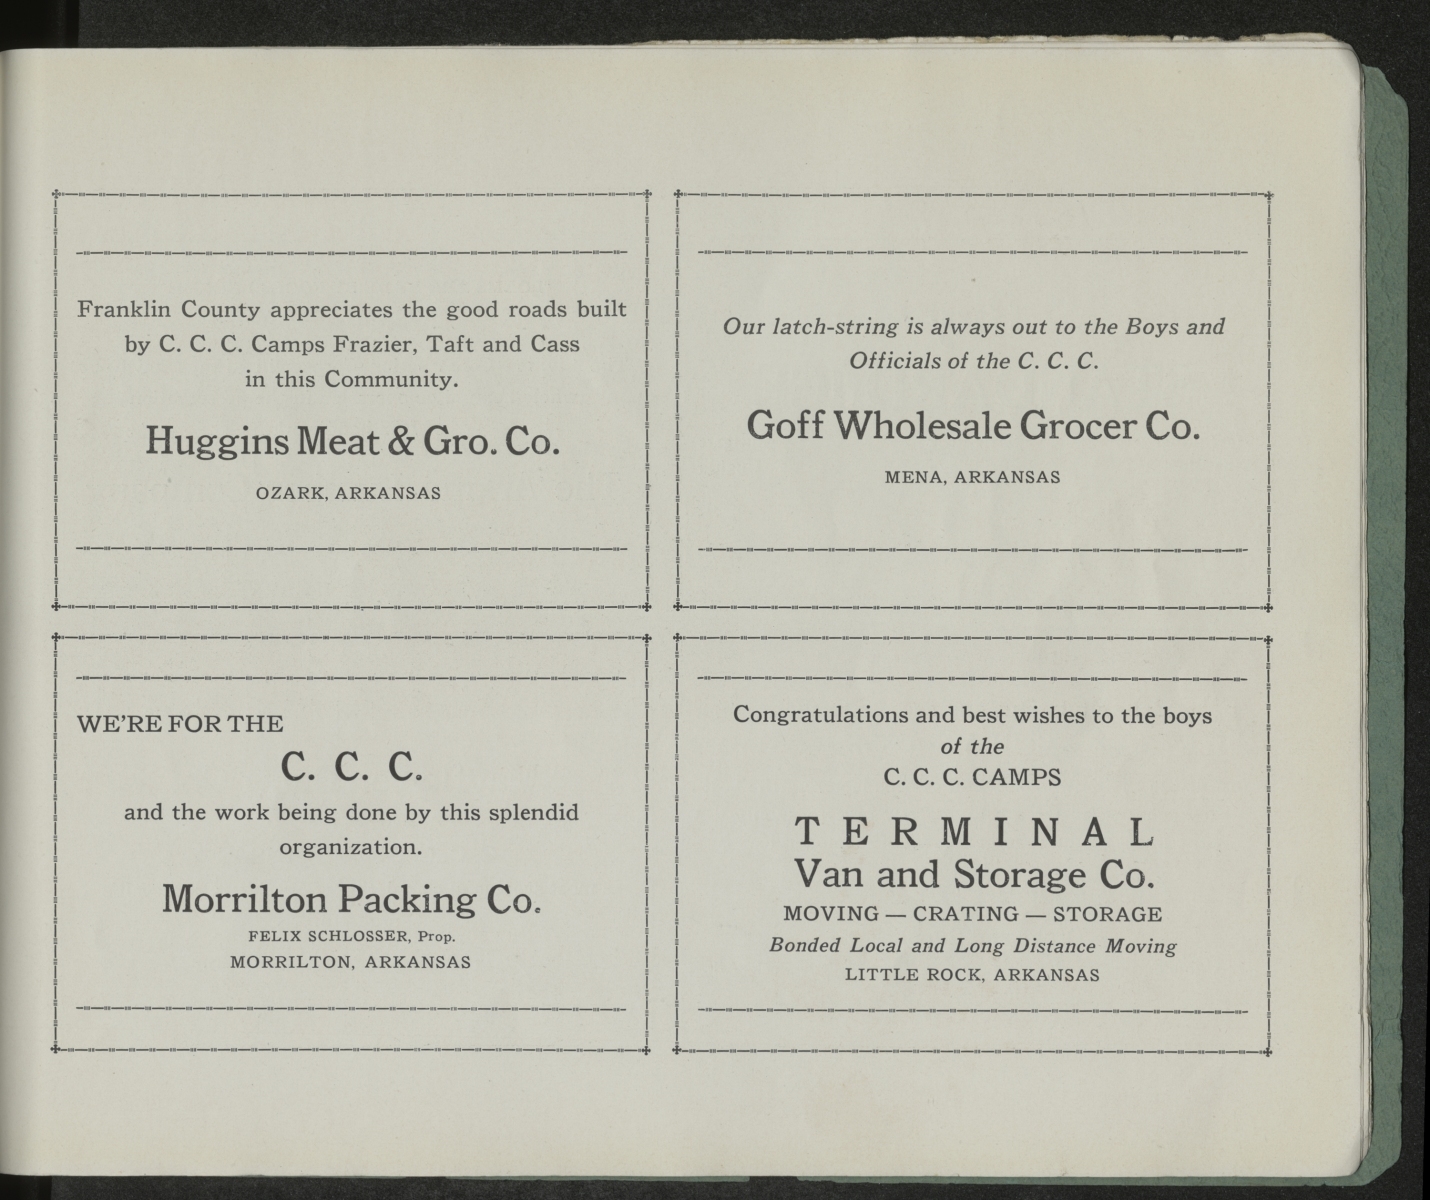 Franklin County appreciates the good roads built
by C. C. C. Camps Frazier, Taft and Cass
in this Community.
Huggins Meat & Gro. Co.
OZARK, ARKANSAS
Our latch-string is always out to the Boys and
Officials of the C. C. C.
Goff Wholesale Grocer Co.
MENA, ARKANSAS
WE'RE FOR THE
C. C. C.
and the work being done by this splendid
organization.
Morrilton Packing Co.
FELIX SCHLOSSER, Prop.
MORRILTON, ARKANSAS
Congratulations and best wishes to the boys
of the
C. C. C. CAMPS
TERMINAL
Van and Storage Co.
MOVING — CRATING — STORAGE
Bonded Local and Long Distance Moving
LITTLE ROCK, ARKANSAS